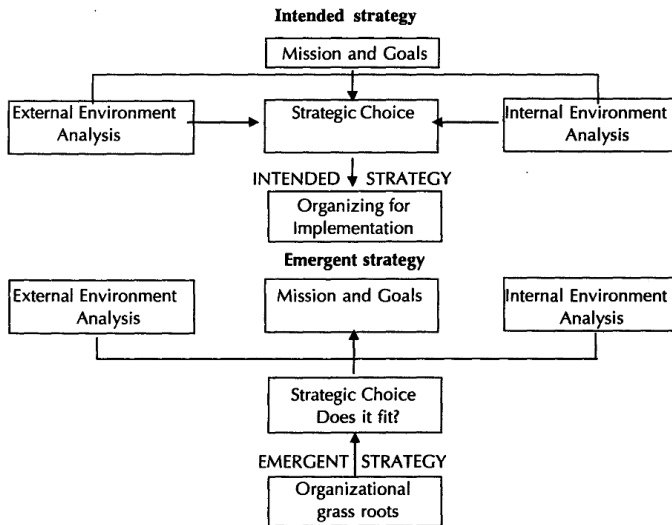 Intended strategy
Mission and Goals
External Environment
Analysis
Strategic Choice
Internal Environment
Analysis
INTENDED STRATEGY
Organizing for
Implementation
Emergent strategy
External Environment
Analysis
Mission and Goals
Internal Environment
Analysis
Strategic Choice
Does it fit?
EMERGENT STRATEGY
Organizational
grass roots